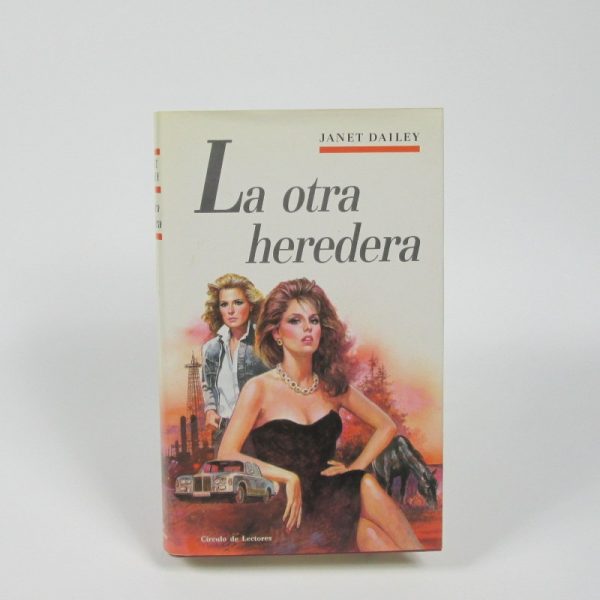 JANET DAILEY
La otra
heredera
Círculo de Lectores